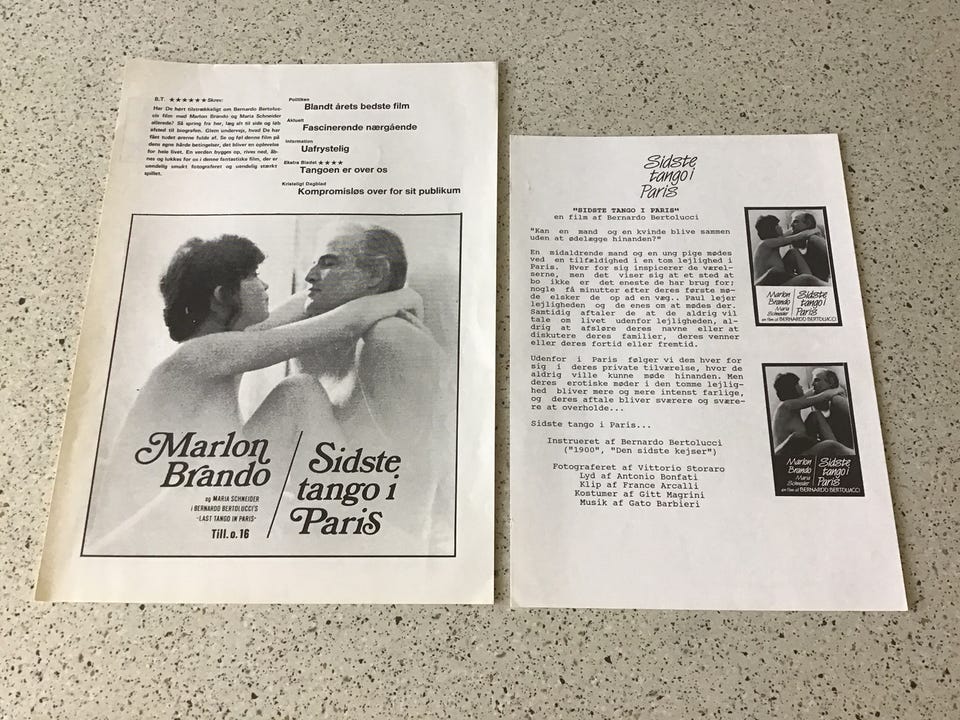 B.T. ★★★★★★ Skrev:
Har De hørt tilstrækkeligt om Bernardo Bertoluc-
cis film med Marlon Brando og Maria Schneider
allerede? Så spring fra her, læg alt til side og løb
afsted til biografen. Glem undervejs, hvad De har
fået tudet ørerne fulde af. Se og føl denne film på
dens egne hårde betingelser, det bliver en oplevelse
for hele livet. En verden bygges op, rives ned, åb-
nes og lukkes for os i denne fantastiske film, der er
uendelig smukt fotograferet og uendelig stærkt
spillet.
Politiken
Blandt årets bedste film
Aktuelt
Fascinerende nærgående
Information
Uafrystelig
Ekstra Bladet ★★★★
Tangoen er over os
Kristeligt Dagblad
Kompromisløs over for sit publikum
Marlon
Brando
og MARIA SCHNEIDER
i BERNARDO BERTOLUCCI'S
"LAST TANGO IN PARIS"
Till. o. 16
Sidste
tango i
Paris
Sidste
tango i
Paris
"SIDSTE TANGO I PARIS"
en film af Bernardo Bertolucci
"Kan en mand og en kvinde blive sammen
uden at ødelægge hinanden?"
En midaldrende mand og en ung pige mødes
ved en tilfældighed i en tom lejlighed i
Paris. Hver for sig inspicerer de værel-
serne, men det viser sig at et sted at
bo ikke er det eneste de har brug for;
nogle få minutter efter deres første mø-
de elsker de op ad en væg.. Paul lejer
lejligheden og de enes om at mødes der.
Samtidig aftaler de at de aldrig vil
tale om livet udenfor lejligheden, al-
drig at afsløre deres navne eller at
diskutere deres familier, deres venner
eller deres fortid eller fremtid.
Udenfor i Paris følger vi dem hver for
sig i deres private tilværelse, hvor de
aldrig ville kunne møde hinanden. Men
deres erotiske møder i den tomme lejlig-
hed bliver mere og mere intenst farlige,
og deres aftale bliver sværere og svære-
re at overholde...
Sidste tango i Paris...
Instrueret af Bernardo Bertolucci
("1900", "Den sidste kejser")
Fotograferet af Vittorio Storaro
Lyd af Antonio Bonfati
Klip af France Arcalli
Kostumer af Gitt Magrini
Musik af Gato Barbieri
Marlon
Brando
Maria
Schneider
Sidste
tango i
Paris
en film af BERNARDO BERTOLUCCI
Marlon
Brando
Maria
Schneider
Sidste
tango i
Paris
en film af BERNARDO BERTOLUCCI